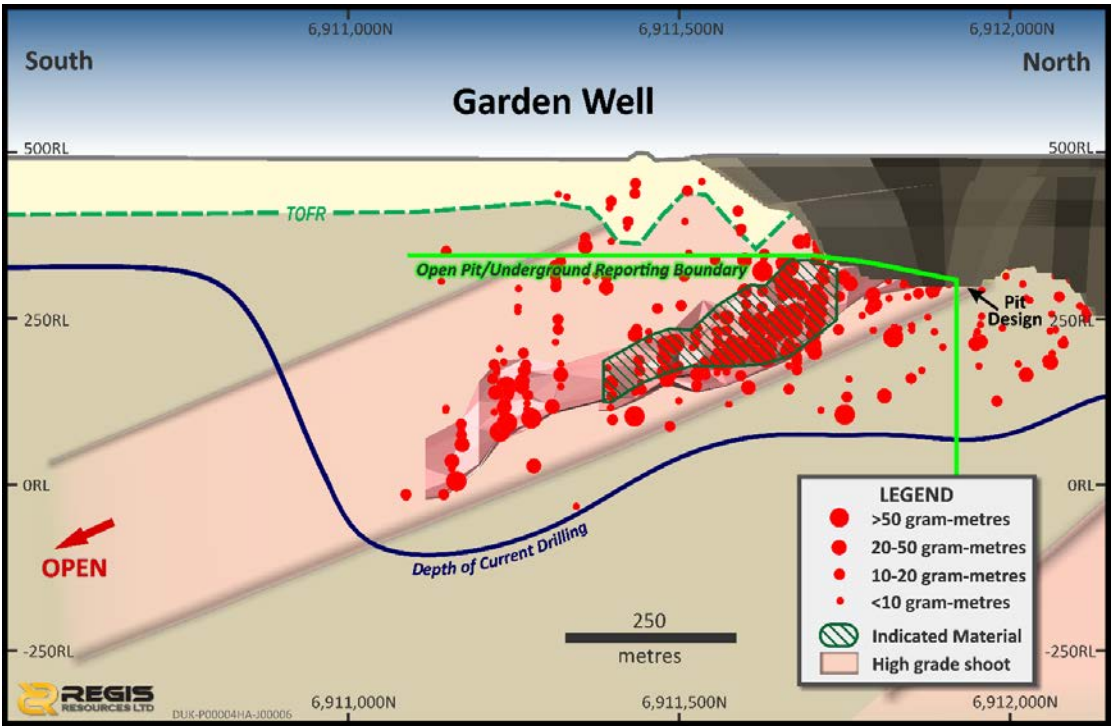 6,911,000N
6,911,500N
6,912,000N
South
North
Garden Well
500RL
500RL
TOFR
Open Pit/Underground Reporting Boundary
Pit
Design
250RL
250RL
0RL
0RL
LEGEND
>50 gram-metres
20-50 gram-metres
10-20 gram-metres
<10 gram-metres
Indicated Material
High grade shoot
OPEN
Depth of Current Drilling
250
metres
-250RL
-250RL
REGIS
RESOURCES LTD
DUK-P00004HA-J00006
6,911,000N
6,911,500N
6,912,000N